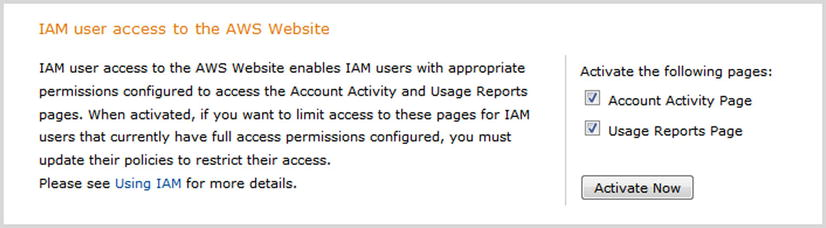 IAM user access to the AWS Website
IAM user access to the AWS Website enables IAM users with appropriate
permissions configured to access the Account Activity and Usage Reports
pages. When activated, if you want to limit access to these pages for IAM
users that currently have full access permissions configured, you must
update their policies to restrict their access.
Please see Using IAM for more details.
Activate the following pages:
Account Activity Page
Usage Reports Page
Activate Now